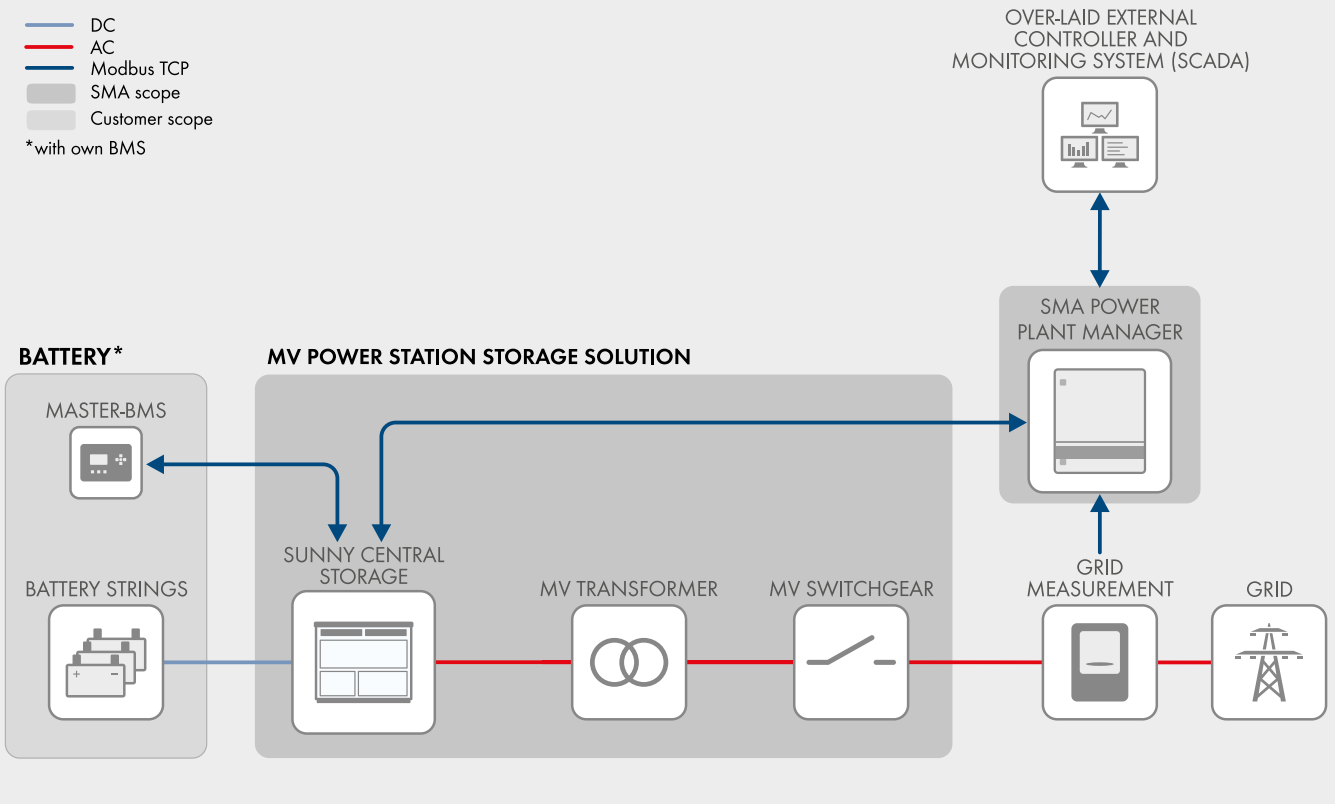 DC
AC
Modbus TCP
SMA scope
Customer scope
*with own BMS
OVER-LAID EXTERNAL
CONTROLLER AND
MONITORING SYSTEM (SCADA)
SMA POWER
PLANT MANAGER
BATTERY*
MV POWER STATION STORAGE SOLUTION
MASTER-BMS
SUNNY CENTRAL
STORAGE
BATTERY STRINGS
MV TRANSFORMER
MV SWITCHGEAR
GRID
MEASUREMENT
GRID